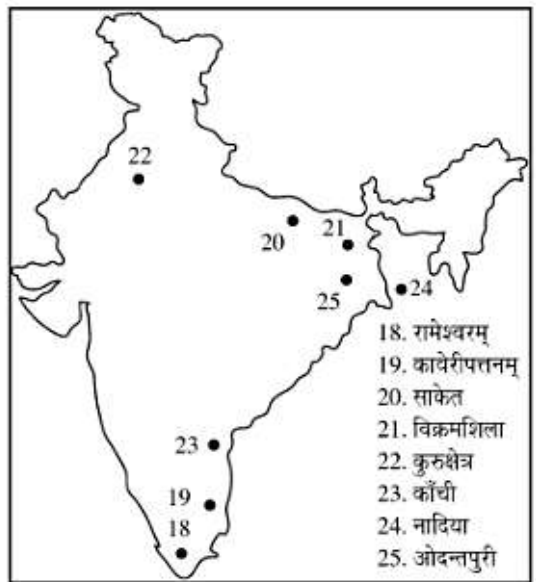 22
20
21
25
24
23
19
18
18. रामेश्वरम्
19. कावेरीपत्तनम्
20. साकेत
21. विक्रमशिला
22. कुरुक्षेत्र
23. काँची
24. नादिया
25. ओदन्तपुरी